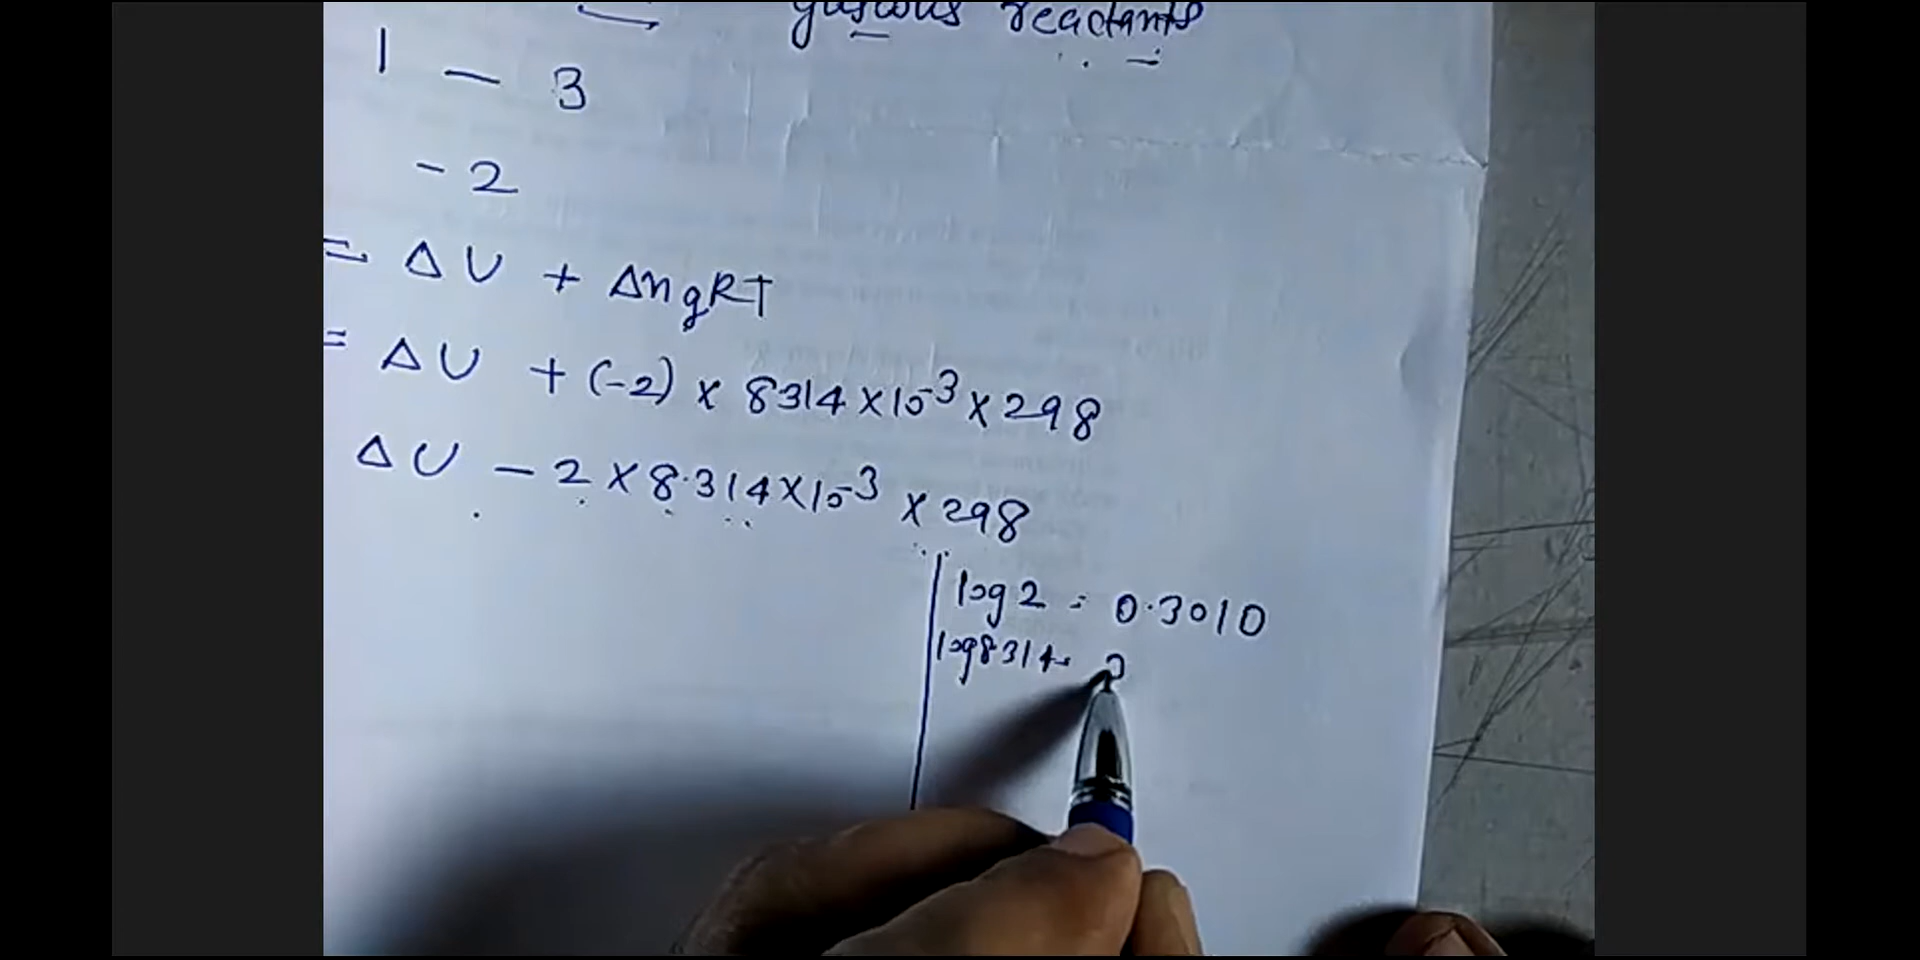 gaseous reactants
1 - 3
- 2
= ΔU + ΔngRT
= ΔU + (-2) × 8314 × 10-3 × 298
ΔU - 2 × 8.314 × 10-3 × 298
log 2 = 0.3010
log 8314 =